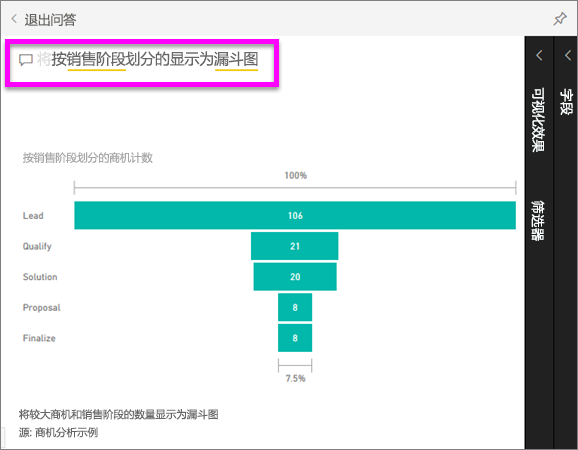 退出问答
将按销售阶段划分的显示为漏斗图
按销售阶段划分的商机计数
100%
Lead 106
Qualify 21
Solution 20
Proposal 8
Finalize 8
7.5%
将较大商机和销售阶段的数量显示为漏斗图
源: 商机分析示例
可视化效果
筛选器
字段